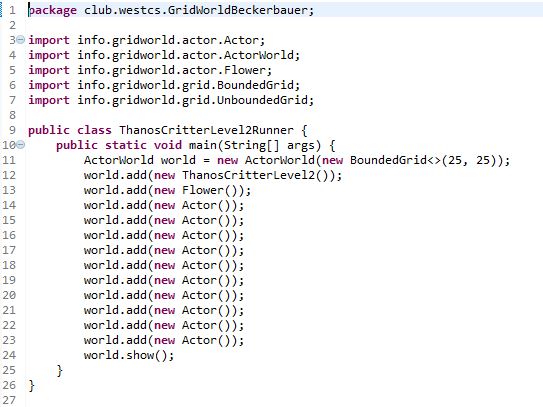 1 package club.westcs.GridWorldBeckerbauer;
2
3 import info.gridworld.actor.Actor;
4 import info.gridworld.actor.ActorWorld;
5 import info.gridworld.actor.Flower;
6 import info.gridworld.grid.BoundedGrid;
7 import info.gridworld.grid.UnboundedGrid;
8
9 public class ThanosCritterLevel2Runner {
10     public static void main(String[] args) {
11         ActorWorld world = new ActorWorld(new BoundedGrid<>(25, 25));
12         world.add(new ThanosCritterLevel2());
13         world.add(new Flower());
14         world.add(new Actor());
15         world.add(new Actor());
16         world.add(new Actor());
17         world.add(new Actor());
18         world.add(new Actor());
19         world.add(new Actor());
20         world.add(new Actor());
21         world.add(new Actor());
22         world.add(new Actor());
23         world.add(new Actor());
24         world.show();
25     }
26 }
27